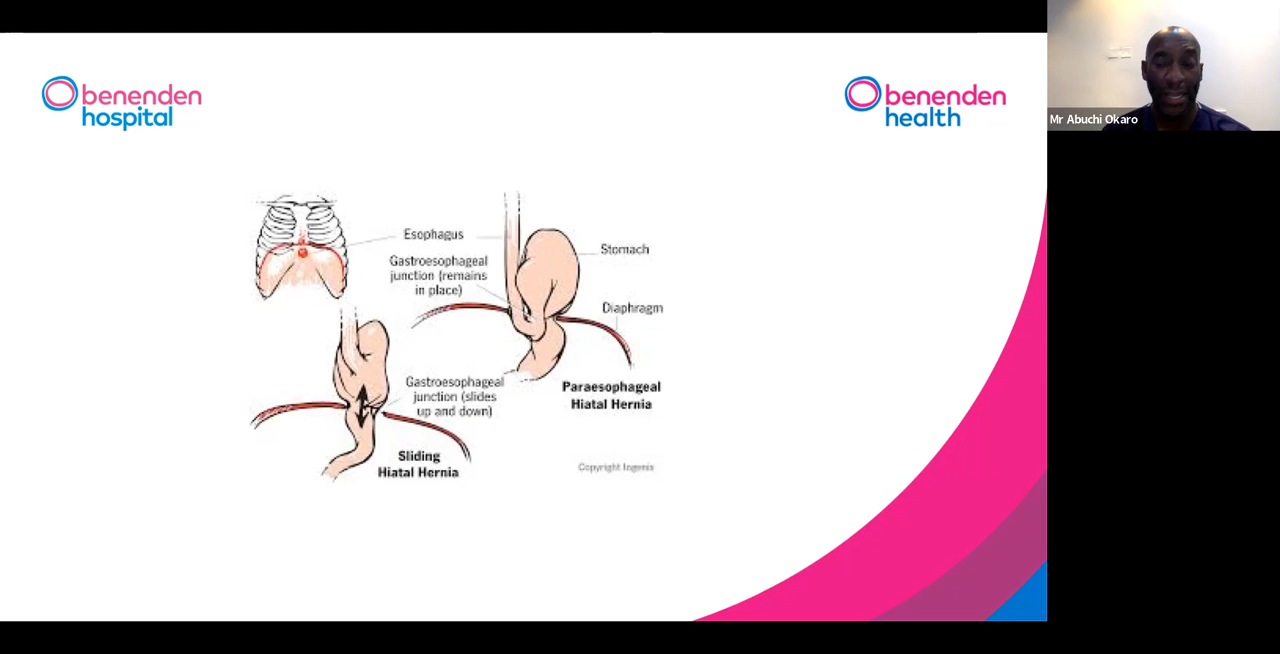 benenden
hospital
benenden
health
Mr Abuchi Okaro
Esophagus
Gastroesophageal
junction (remains
in place)
Stomach
Diaphragm
Gastroesophageal
junction (slides
up and down)
Paraesophageal
Hiatal Hernia
Sliding
Hiatal Hernia
Copyright Ingenix